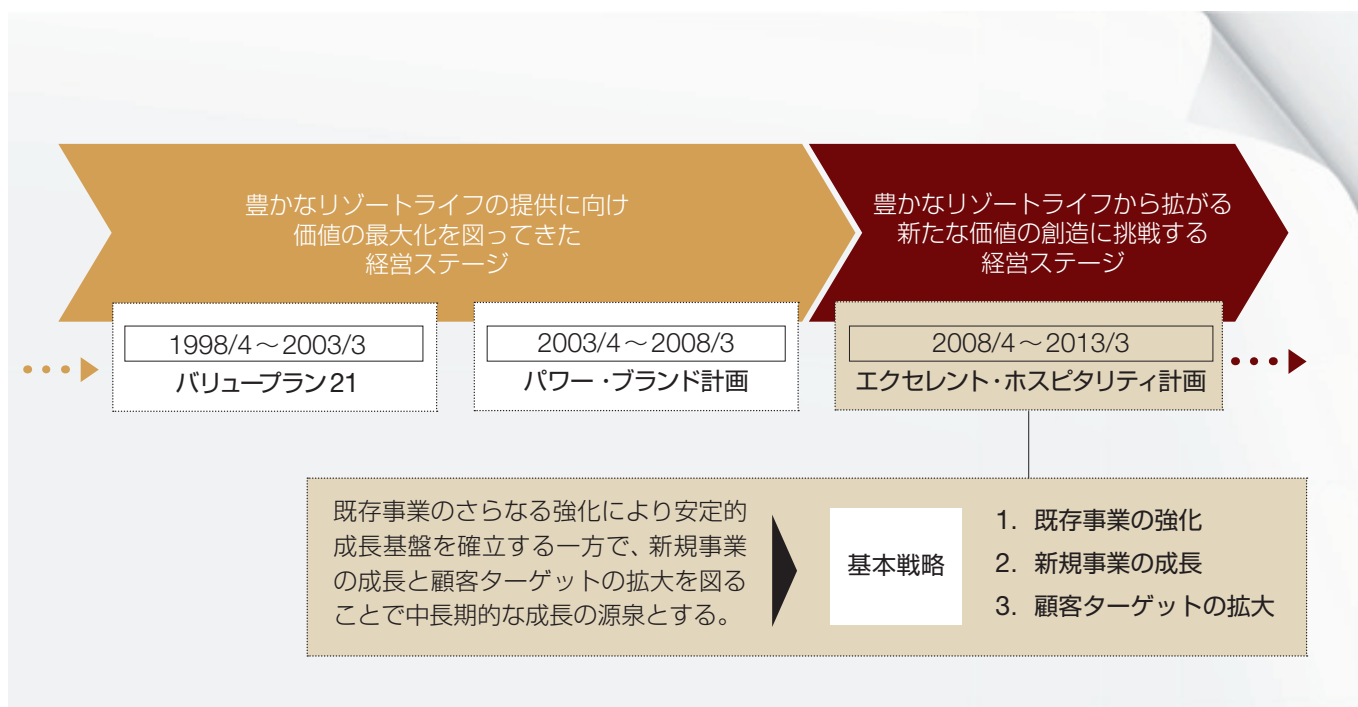 豊かなリゾートライフの提供に向け
価値の最大化を図ってきた
経営ステージ
豊かなリゾートライフから拡がる
新たな価値の創造に挑戦する
経営ステージ
1998/4～2003/3
バリュープラン21
2003/4～2008/3
パワー・ブランド計画
2008/4～2013/3
エクセレント・ホスピタリティ計画
既存事業のさらなる強化により安定的
成長基盤を確立する一方で、新規事業
の成長と顧客ターゲットの拡大を図る
ことで中長期的な成長の源泉とする。
基本戦略
1. 既存事業の強化
2. 新規事業の成長
3. 顧客ターゲットの拡大